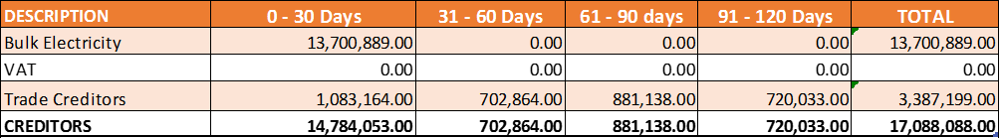 DESCRIPTION 0 - 30 Days 31 - 60 Days 61 - 90 days 91 - 120 Days TOTAL
Bulk Electricity 13,700,889.00 0.00 0.00 0.00 13,700,889.00
VAT 0.00 0.00 0.00 0.00 0.00
Trade Creditors 1,083,164.00 702,864.00 881,138.00 720,033.00 3,387,199.00
CREDITORS 14,784,053.00 702,864.00 881,138.00 720,033.00 17,088,088.00